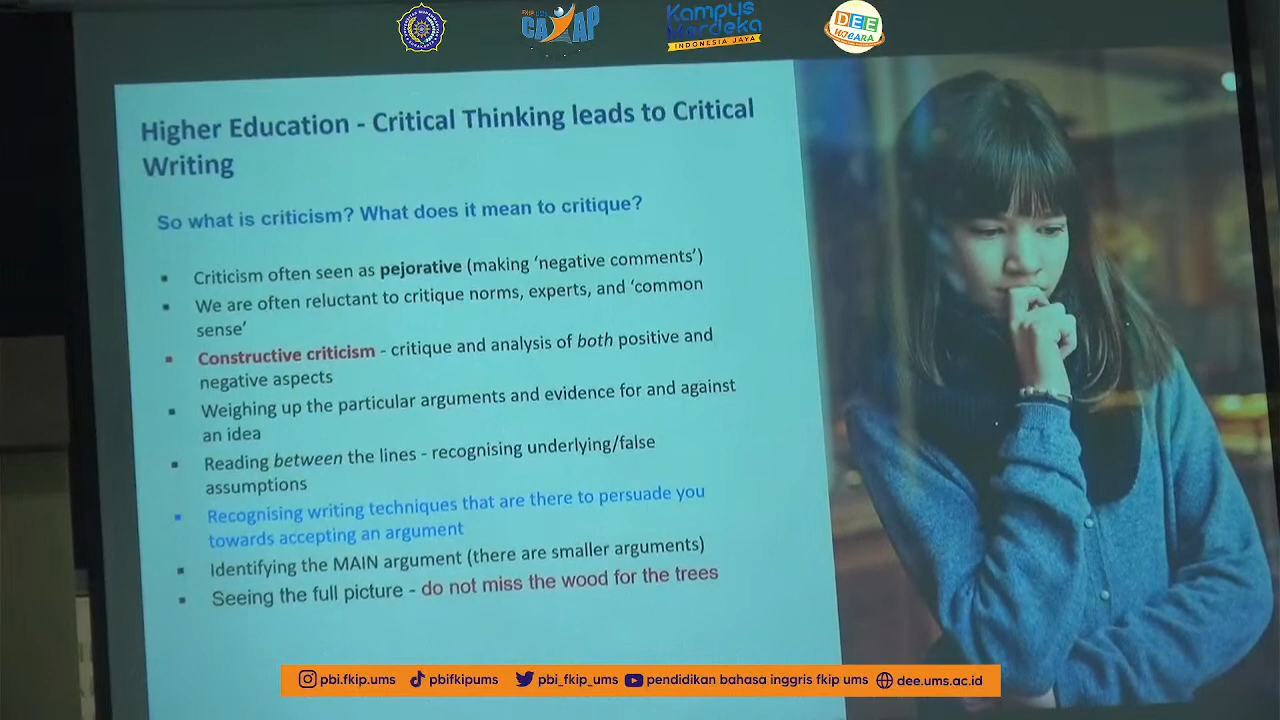 FKIP UMS
CAKAP
Kampus
Merdeka
INDONESIA JAYA
DEE
WICARA
Higher Education - Critical Thinking leads to Critical
Writing
So what is criticism? What does it mean to critique?
▪ Criticism often seen as pejorative (making ‘negative comments’)
▪ We are often reluctant to critique norms, experts, and ‘common
sense’
▪ Constructive criticism - critique and analysis of both positive and
negative aspects
▪ Weighing up the particular arguments and evidence for and against
an idea
▪ Reading between the lines - recognising underlying/false
assumptions
▪ Recognising writing techniques that are there to persuade you
towards accepting an argument
▪ Identifying the MAIN argument (there are smaller arguments)
▪ Seeing the full picture - do not miss the wood for the trees
pbi.fkip.ums pbifkipums pbi_fkip_ums pendidikan bahasa inggris fkip ums dee.ums.ac.id